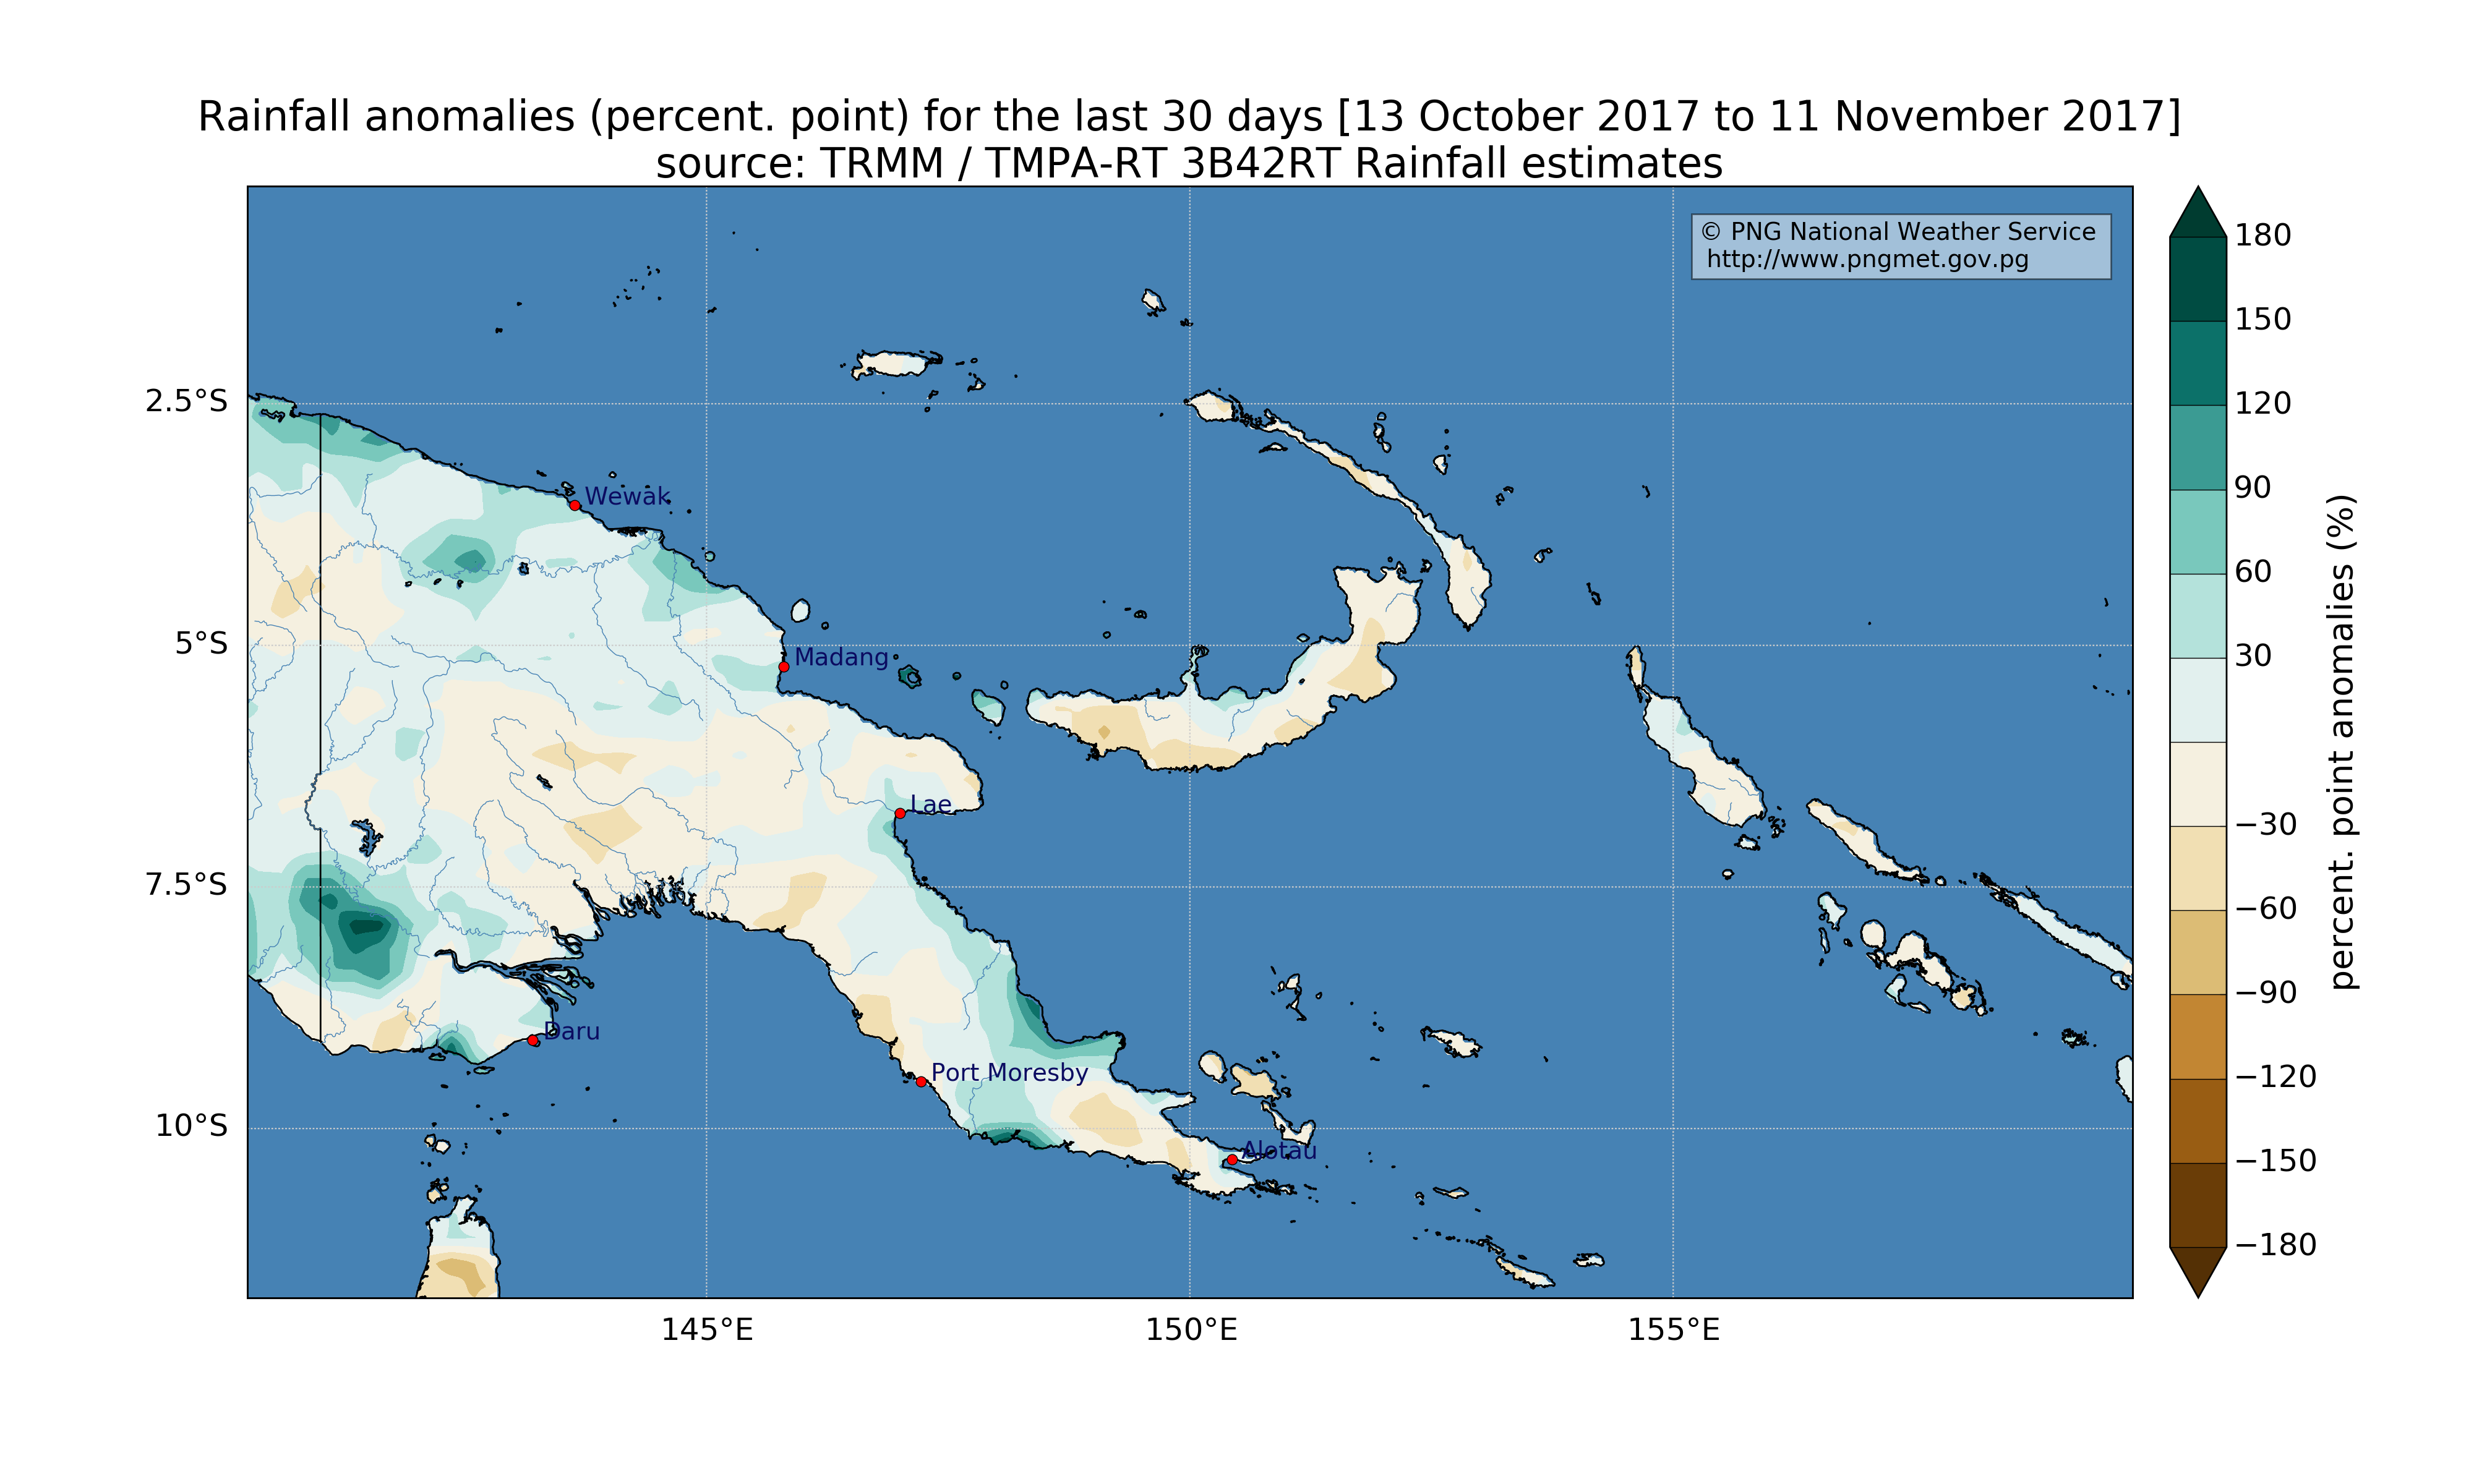 Rainfall anomalies (percent. point) for the last 30 days [13 October 2017 to 11 November 2017]
source: TRMM / TMPA-RT 3B42RT Rainfall estimates
© PNG National Weather Service
http://www.pngmet.gov.pg
2.5°S
5°S
7.5°S
10°S
145°E
150°E
155°E
Wewak
Madang
Lae
Daru
Port Moresby
Alotau
180
150
120
90
60
30
−30
−60
−90
−120
−150
−180
percent. point anomalies (%)